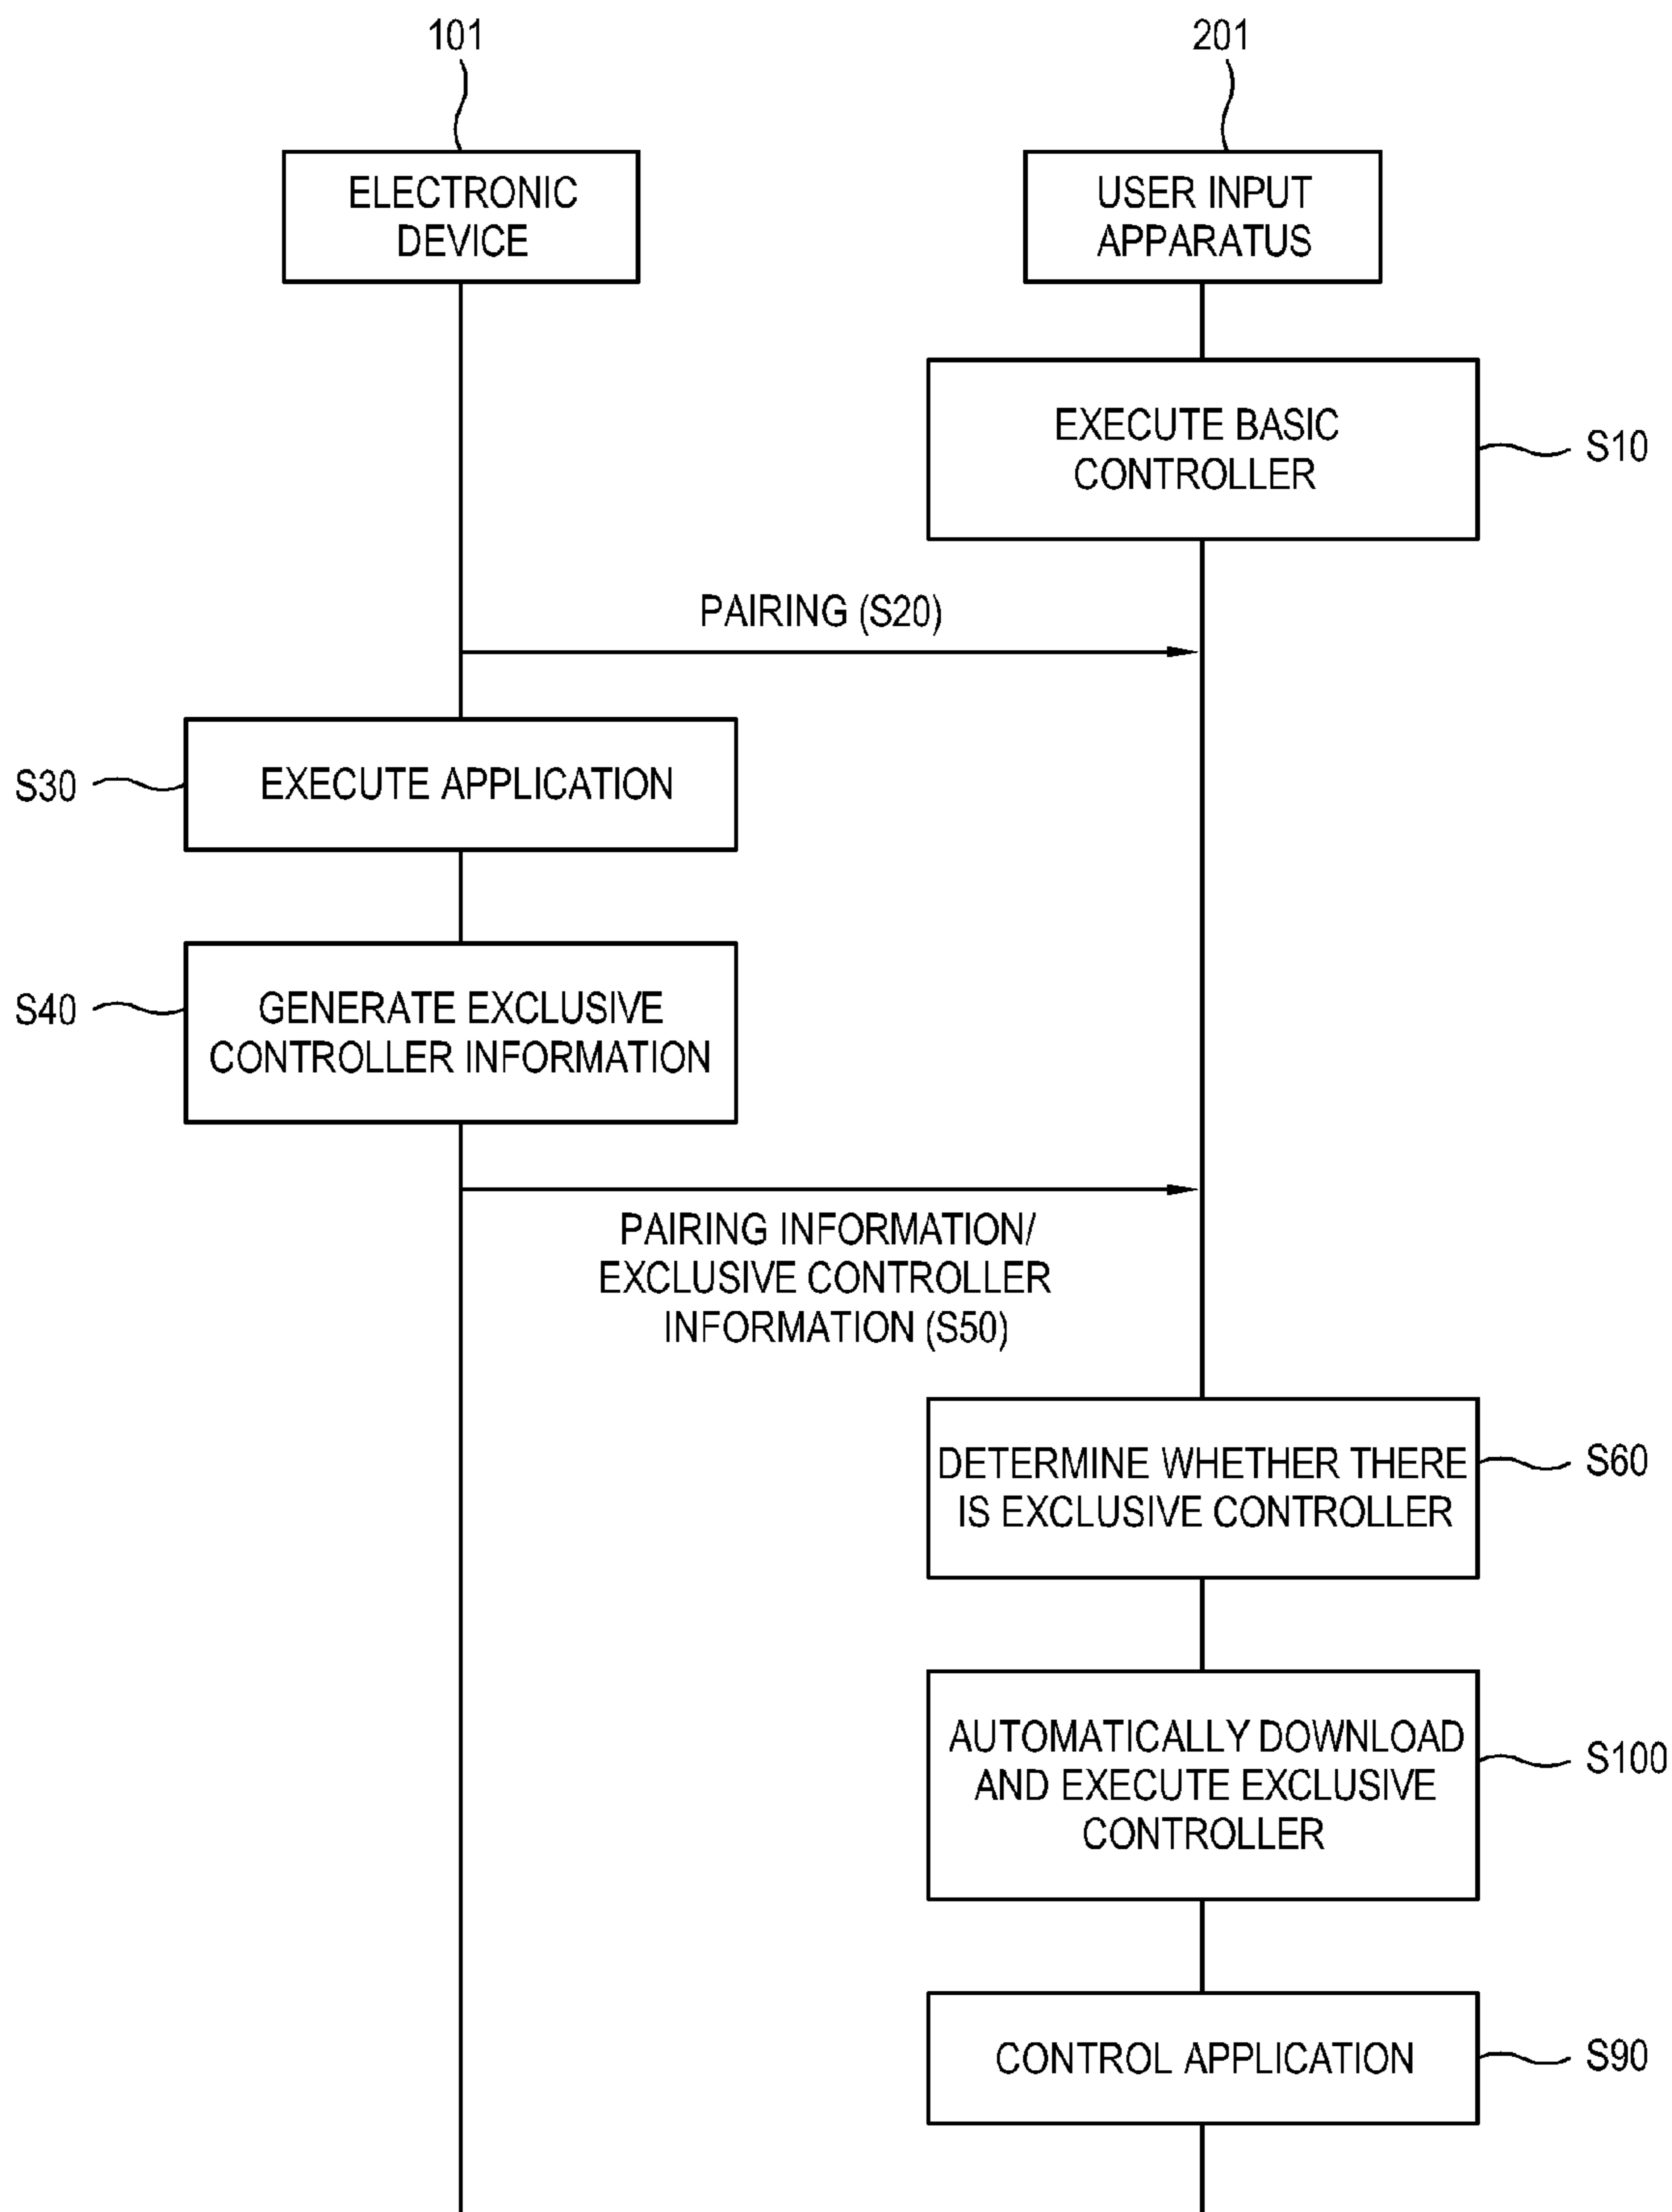 101
201
ELECTRONIC
DEVICE
USER INPUT
APPARATUS
EXECUTE BASIC
CONTROLLER
S10
PAIRING (S20)
S30
EXECUTE APPLICATION
S40
GENERATE EXCLUSIVE
CONTROLLER INFORMATION
PAIRING INFORMATION/
EXCLUSIVE CONTROLLER
INFORMATION (S50)
DETERMINE WHETHER THERE
IS EXCLUSIVE CONTROLLER
S60
AUTOMATICALLY DOWNLOAD
AND EXECUTE EXCLUSIVE
CONTROLLER
S100
CONTROL APPLICATION
S90